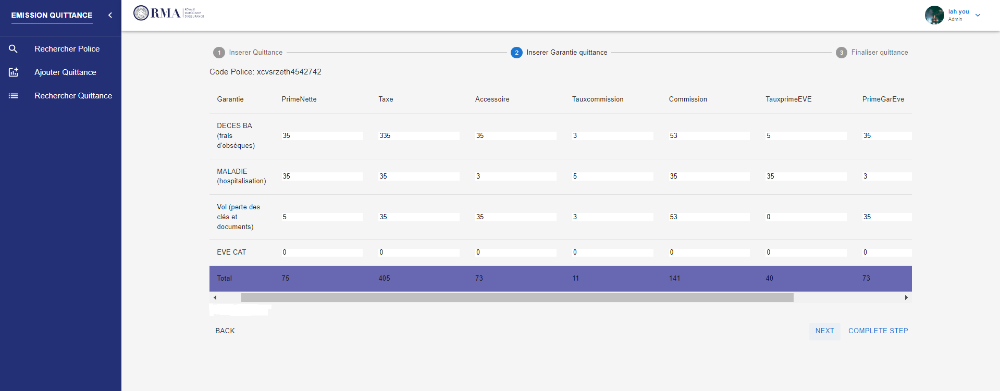 EMISSION QUITTANCE
RMA ROYALE MAROCAINE D'ASSURANCE
lah you
Admin
Rechercher Police
Ajouter Quittance
Rechercher Quittance
1 Inserer Quittance 2 Inserer Garantie quittance 3 Finaliser quittance
Code Police: xcvsrzeth4542742
Garantie PrimeNette Taxe Accessoire Tauxcommission Commission TauxprimeEVE PrimeGarEve
DECES BA (frais d'obsèques) 35 335 35 3 53 5 35
MALADIE (hospitalisation) 35 35 3 5 35 35 3
Vol (perte des clés et documents) 5 35 35 3 53 0 35
EVE CAT 0 0 0 0 0 0 0
Total 75 405 73 11 141 40 73
BACK NEXT COMPLETE STEP